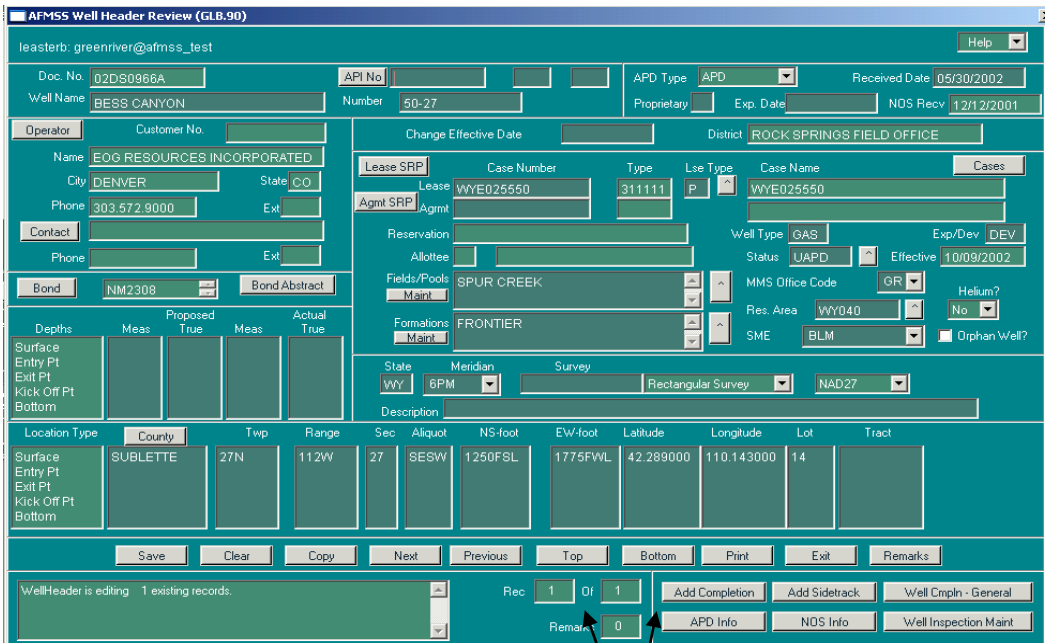 AFMSS Well Header Review (GLB.90)
leasterb: greenriver@afmss_test
Help
Doc. No. 02DS0966A API No APD Type APD Received Date 05/30/2002
Well Name BESS CANYON Number 50-27 Proprietary Exp. Date NOS Recv 12/12/2001
Operator Customer No. Change Effective Date District ROCK SPRINGS FIELD OFFICE
Name EOG RESOURCES INCORPORATED
City DENVER State CO
Phone 303.572.9000 Ext
Contact
Phone Ext
Lease SRP Case Number Type Lse Type Case Name Cases
Lease WYE025550 311111 P WYE025550
Agmt SRP Agrmt
Reservation Well Type GAS Exp/Dev DEV
Allottee Status UAPD Effective 10/09/2002
Fields/Pools SPUR CREEK MMS Office Code GR Helium?
Maint Res. Area WY040 No
Formations FRONTIER SME BLM Orphan Well?
Maint
Bond NM2308 Bond Abstract
Proposed Actual
Depths Meas True Meas True
Surface
Entry Pt
Exit Pt
Kick Off Pt
Bottom
State Meridian Survey
WY 6PM Rectangular Survey NAD27
Description
Location Type County Twp Range Sec Aliquot NS-foot EW-foot Latitude Longitude Lot Tract
Surface SUBLETTE 27N 112W 27 SESW 1250FSL 1775FWL 42.289000 110.143000 14
Entry Pt
Exit Pt
Kick Off Pt
Bottom
Save Clear Copy Next Previous Top Bottom Print Exit Remarks
WellHeader is editing 1 existing records.
Rec 1 Of 1
Remarks 0
Add Completion Add Sidetrack Well Cmpln - General
APD Info NOS Info Well Inspection Maint